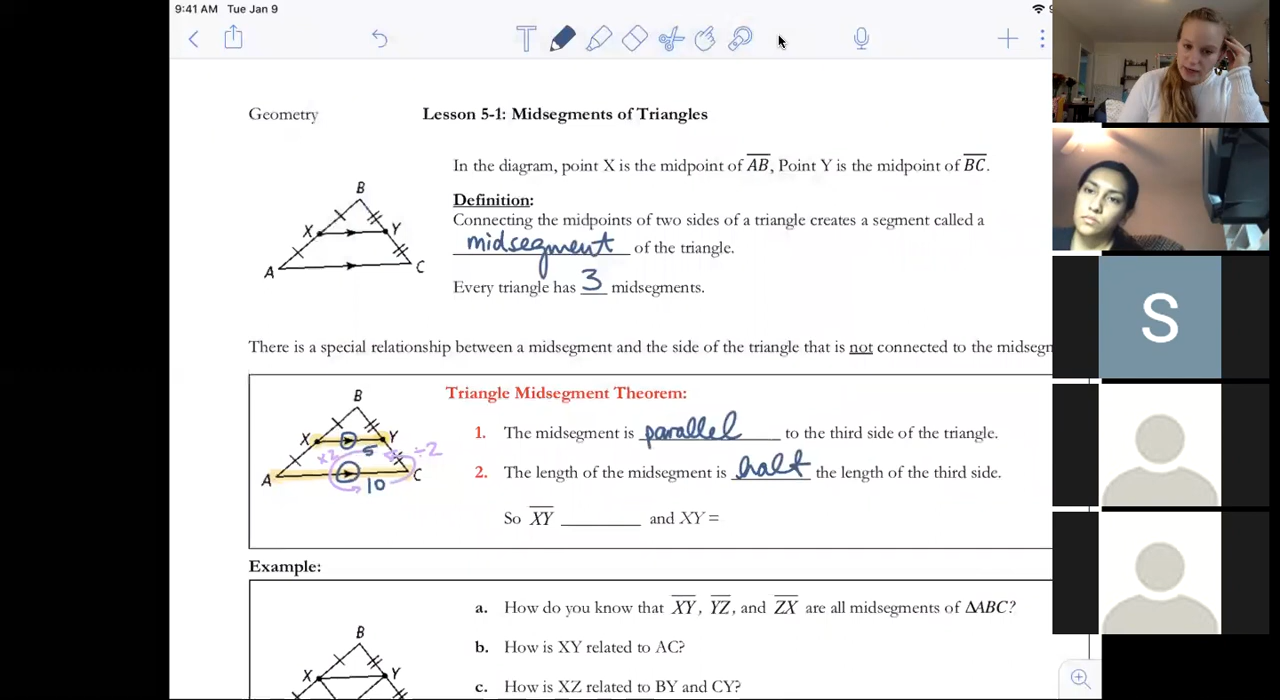 9:41 AM Tue Jan 9
T
Geometry
Lesson 5-1: Midsegments of Triangles
In the diagram, point X is the midpoint of AB, Point Y is the midpoint of BC.
Definition:
Connecting the midpoints of two sides of a triangle creates a segment called a
midsegment of the triangle.
Every triangle has 3 midsegments.
B
X
Y
A
C
There is a special relationship between a midsegment and the side of the triangle that is not connected to the midsegn
Triangle Midsegment Theorem:
1. The midsegment is parallel to the third side of the triangle.
2. The length of the midsegment is half the length of the third side.
So XY ________ and XY =
B
X
Y
x2
5
÷2
A
C
10
Example:
a. How do you know that XY, YZ, and ZX are all midsegments of ΔABC?
b. How is XY related to AC?
c. How is XZ related to BY and CY?
B
X
Y
S